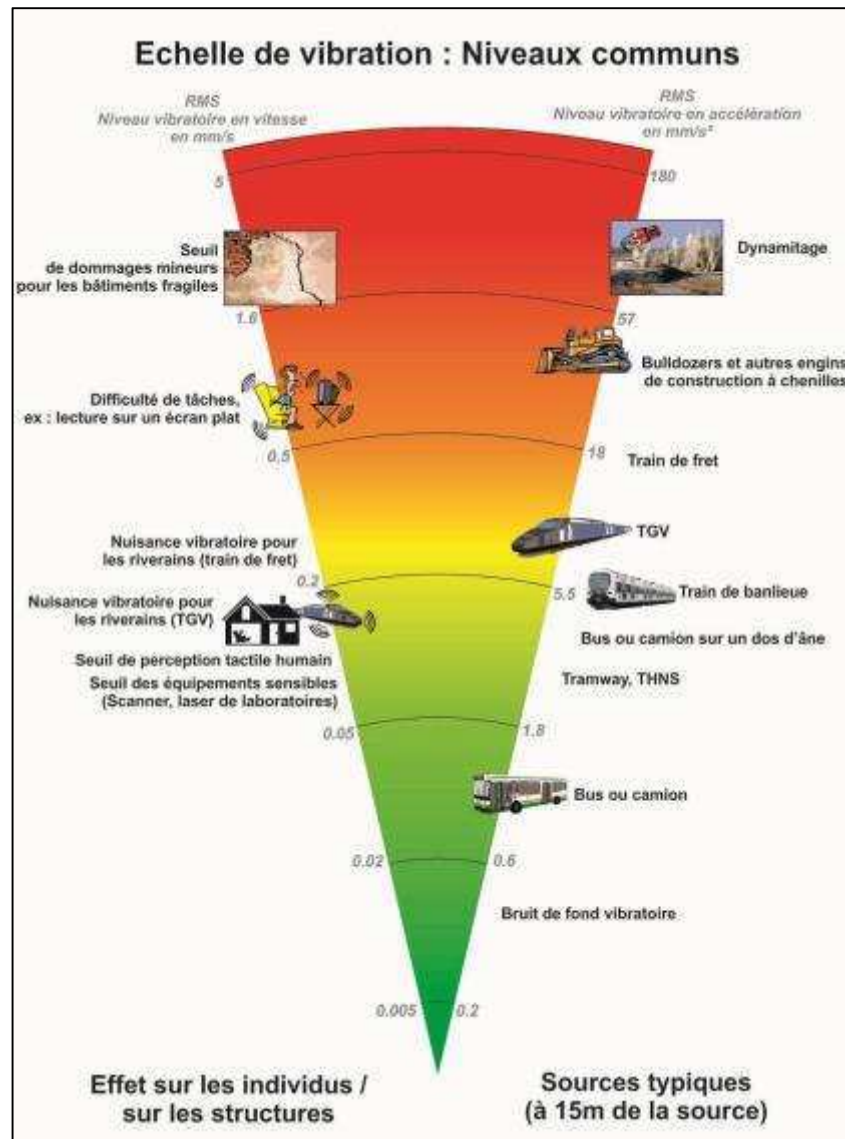 Echelle de vibration : Niveaux communs
RMS
Niveau vibratoire en vitesse
en mm/s
RMS
Niveau vibratoire en accélération
en mm/s²
5
180
Seuil
de dommages mineurs
pour les bâtiments fragiles
Dynamitage
1.6
57
Bulldozers et autres engins
de construction à chenilles
Difficulté de tâches,
ex : lecture sur un écran plat
0.5
18
Train de fret
TGV
Nuisance vibratoire pour
les riverains (train de fret)
0.2
5.5
Train de banlieue
Nuisance vibratoire pour
les riverains (TGV)
Bus ou camion sur un dos d'âne
Seuil de perception tactile humain
Seuil des équipements sensibles
(Scanner, laser de laboratoires)
Tramway, THNS
0.05
1.8
Bus ou camion
0.02
0.6
Bruit de fond vibratoire
0.005
0.2
Effet sur les individus /
sur les structures
Sources typiques
(à 15m de la source)